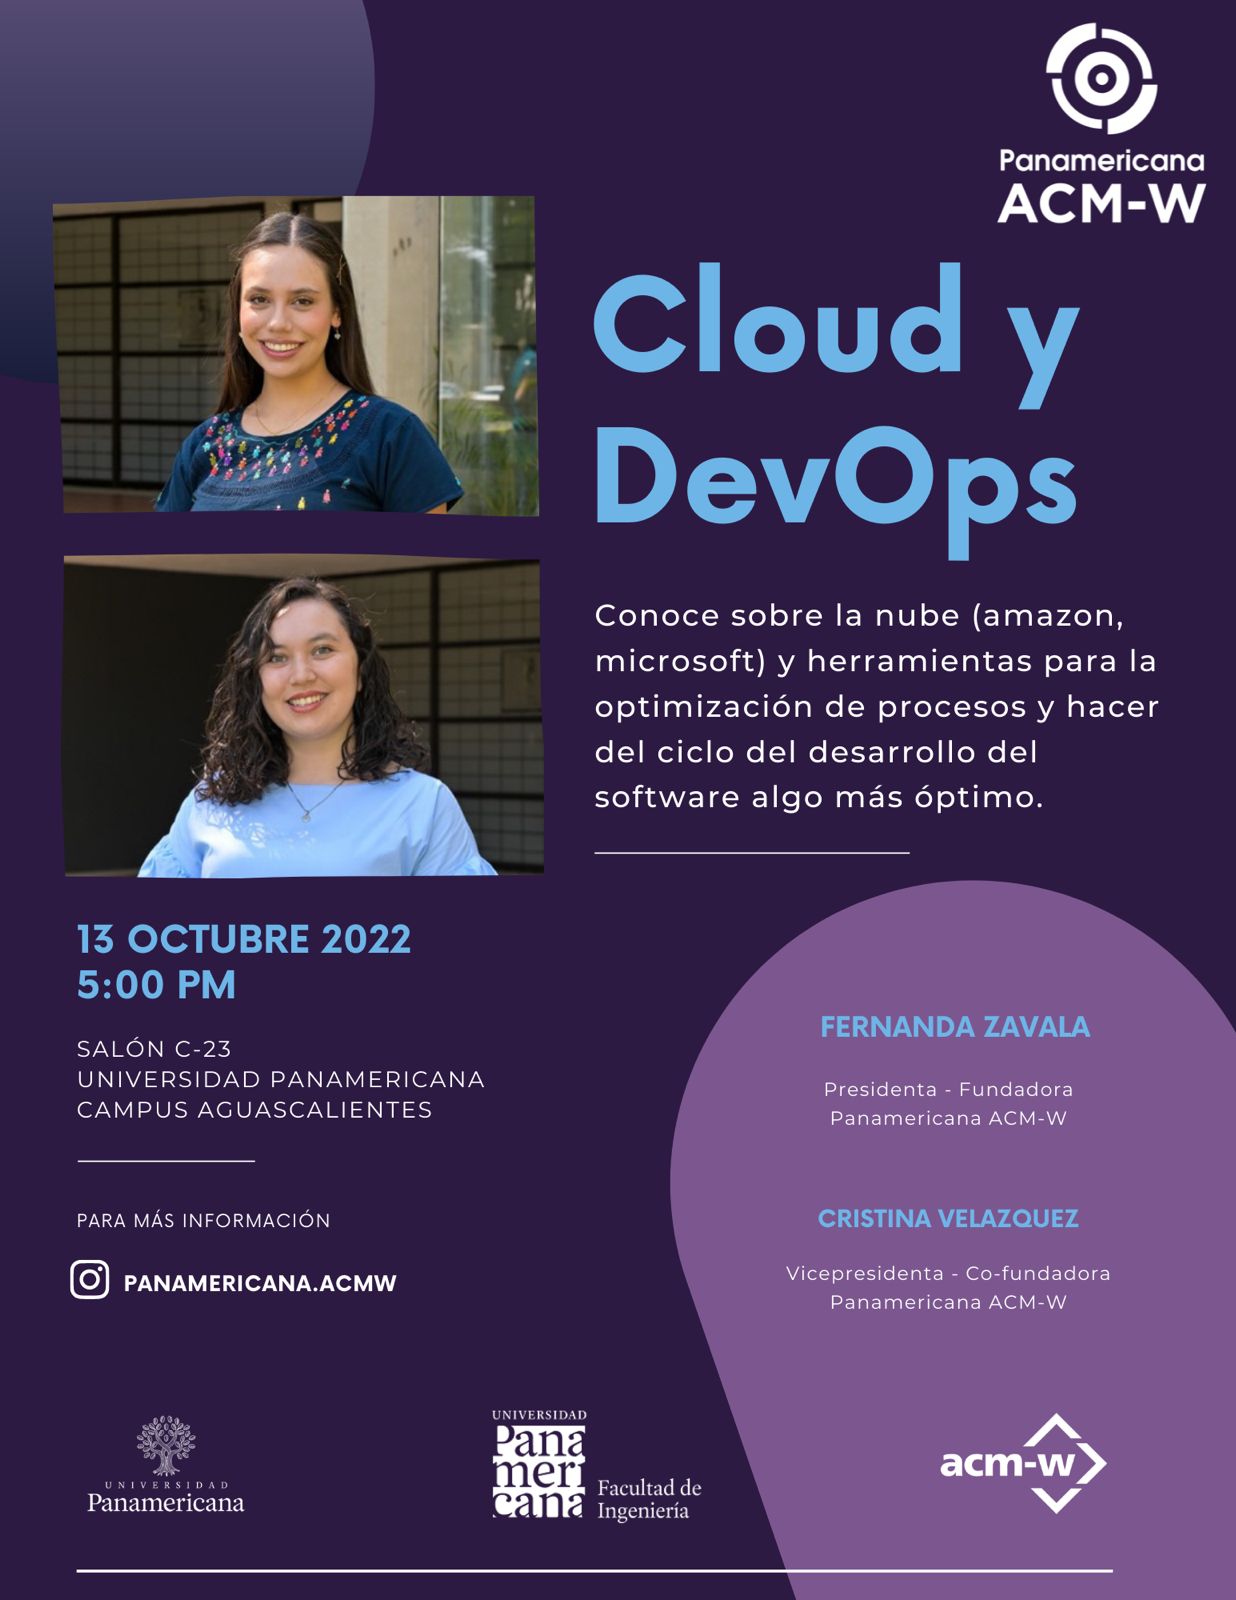 Panamericana
ACM-W
Cloud y
DevOps
Conoce sobre la nube (amazon,
microsoft) y herramientas para la
optimización de procesos y hacer
del ciclo del desarrollo del
software algo más óptimo.
13 OCTUBRE 2022
5:00 PM
SALÓN C-23
UNIVERSIDAD PANAMERICANA
CAMPUS AGUASCALIENTES
PARA MÁS INFORMACIÓN
PANAMERICANA.ACMW
FERNANDA ZAVALA
Presidenta - Fundadora
Panamericana ACM-W
CRISTINA VELAZQUEZ
Vicepresidenta - Co-fundadora
Panamericana ACM-W
UNIVERSIDAD
Panamericana
UNIVERSIDAD
Pana
meri
cana
Facultad de
Ingeniería
acm-w